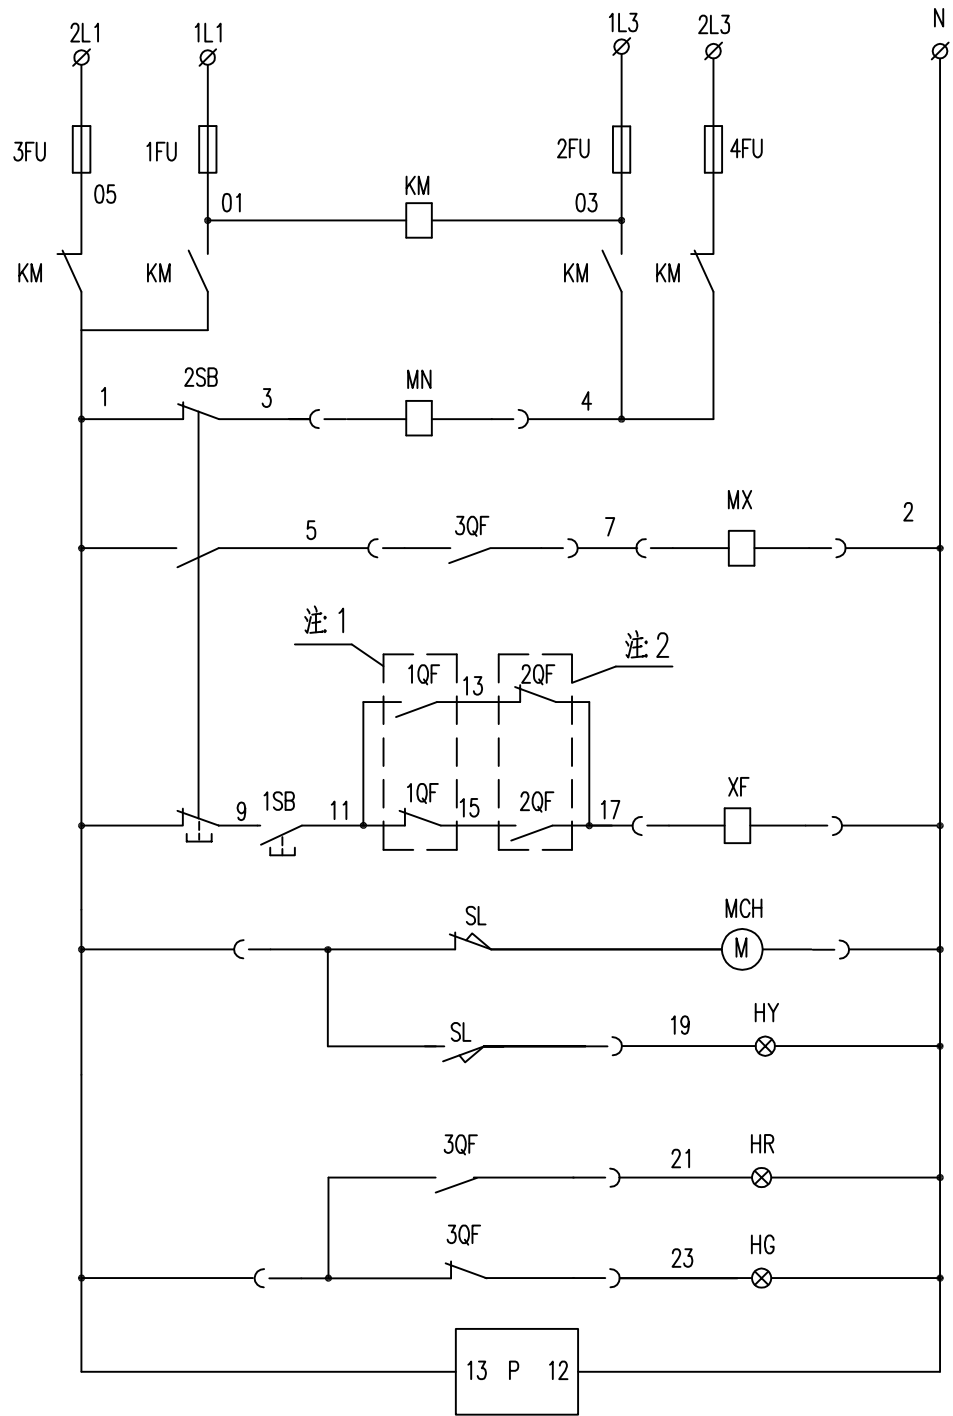 2L1 1L1 1L3 2L3 N
3FU 1FU 2FU 4FU
05 01 KM 03
KM KM KM KM
1 2SB 3 MN 4
5 3QF 7 MX 2
注: 1 注: 2
1QF 13 2QF
9 1SB 11 1QF 15 2QF 17 XF
SL MCH
M
SL 19 HY
3QF 21 HR
3QF 23 HG
13 P 12